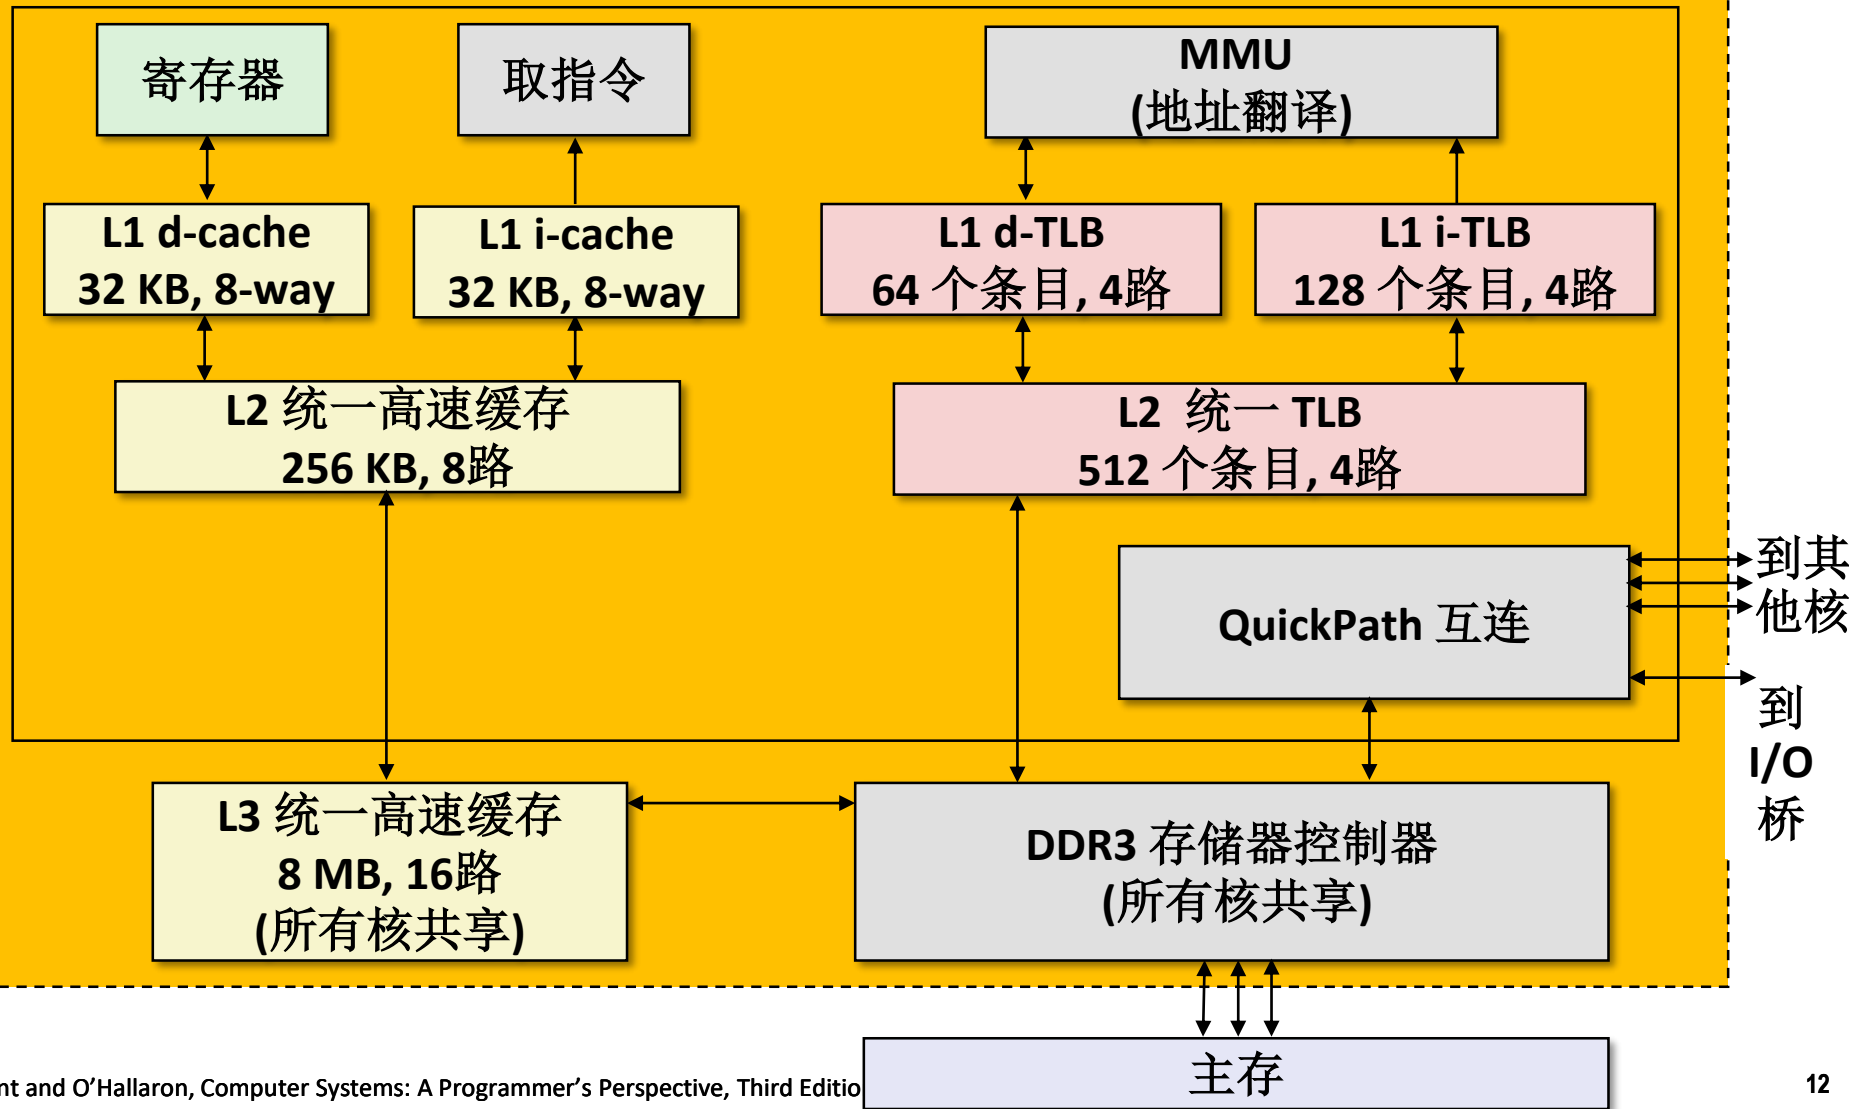 寄存器
取指令
MMU
(地址翻译)
L1 d-cache
32 KB, 8-way
L1 i-cache
32 KB, 8-way
L1 d-TLB
64 个条目, 4路
L1 i-TLB
128 个条目, 4路
L2 统一高速缓存
256 KB, 8路
L2 统一 TLB
512 个条目, 4路
QuickPath 互连
到其
他核
到
I/O
桥
L3 统一高速缓存
8 MB, 16路
(所有核共享)
DDR3 存储器控制器
(所有核共享)
主存
nt and O’Hallaron, Computer Systems: A Programmer’s Perspective, Third Editio
12